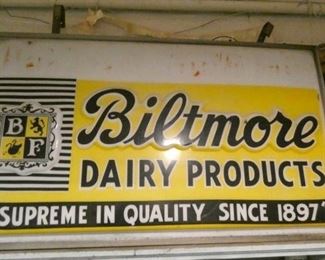 B
F
Biltmore
DAIRY PRODUCTS
SUPREME IN QUALITY SINCE 1897"